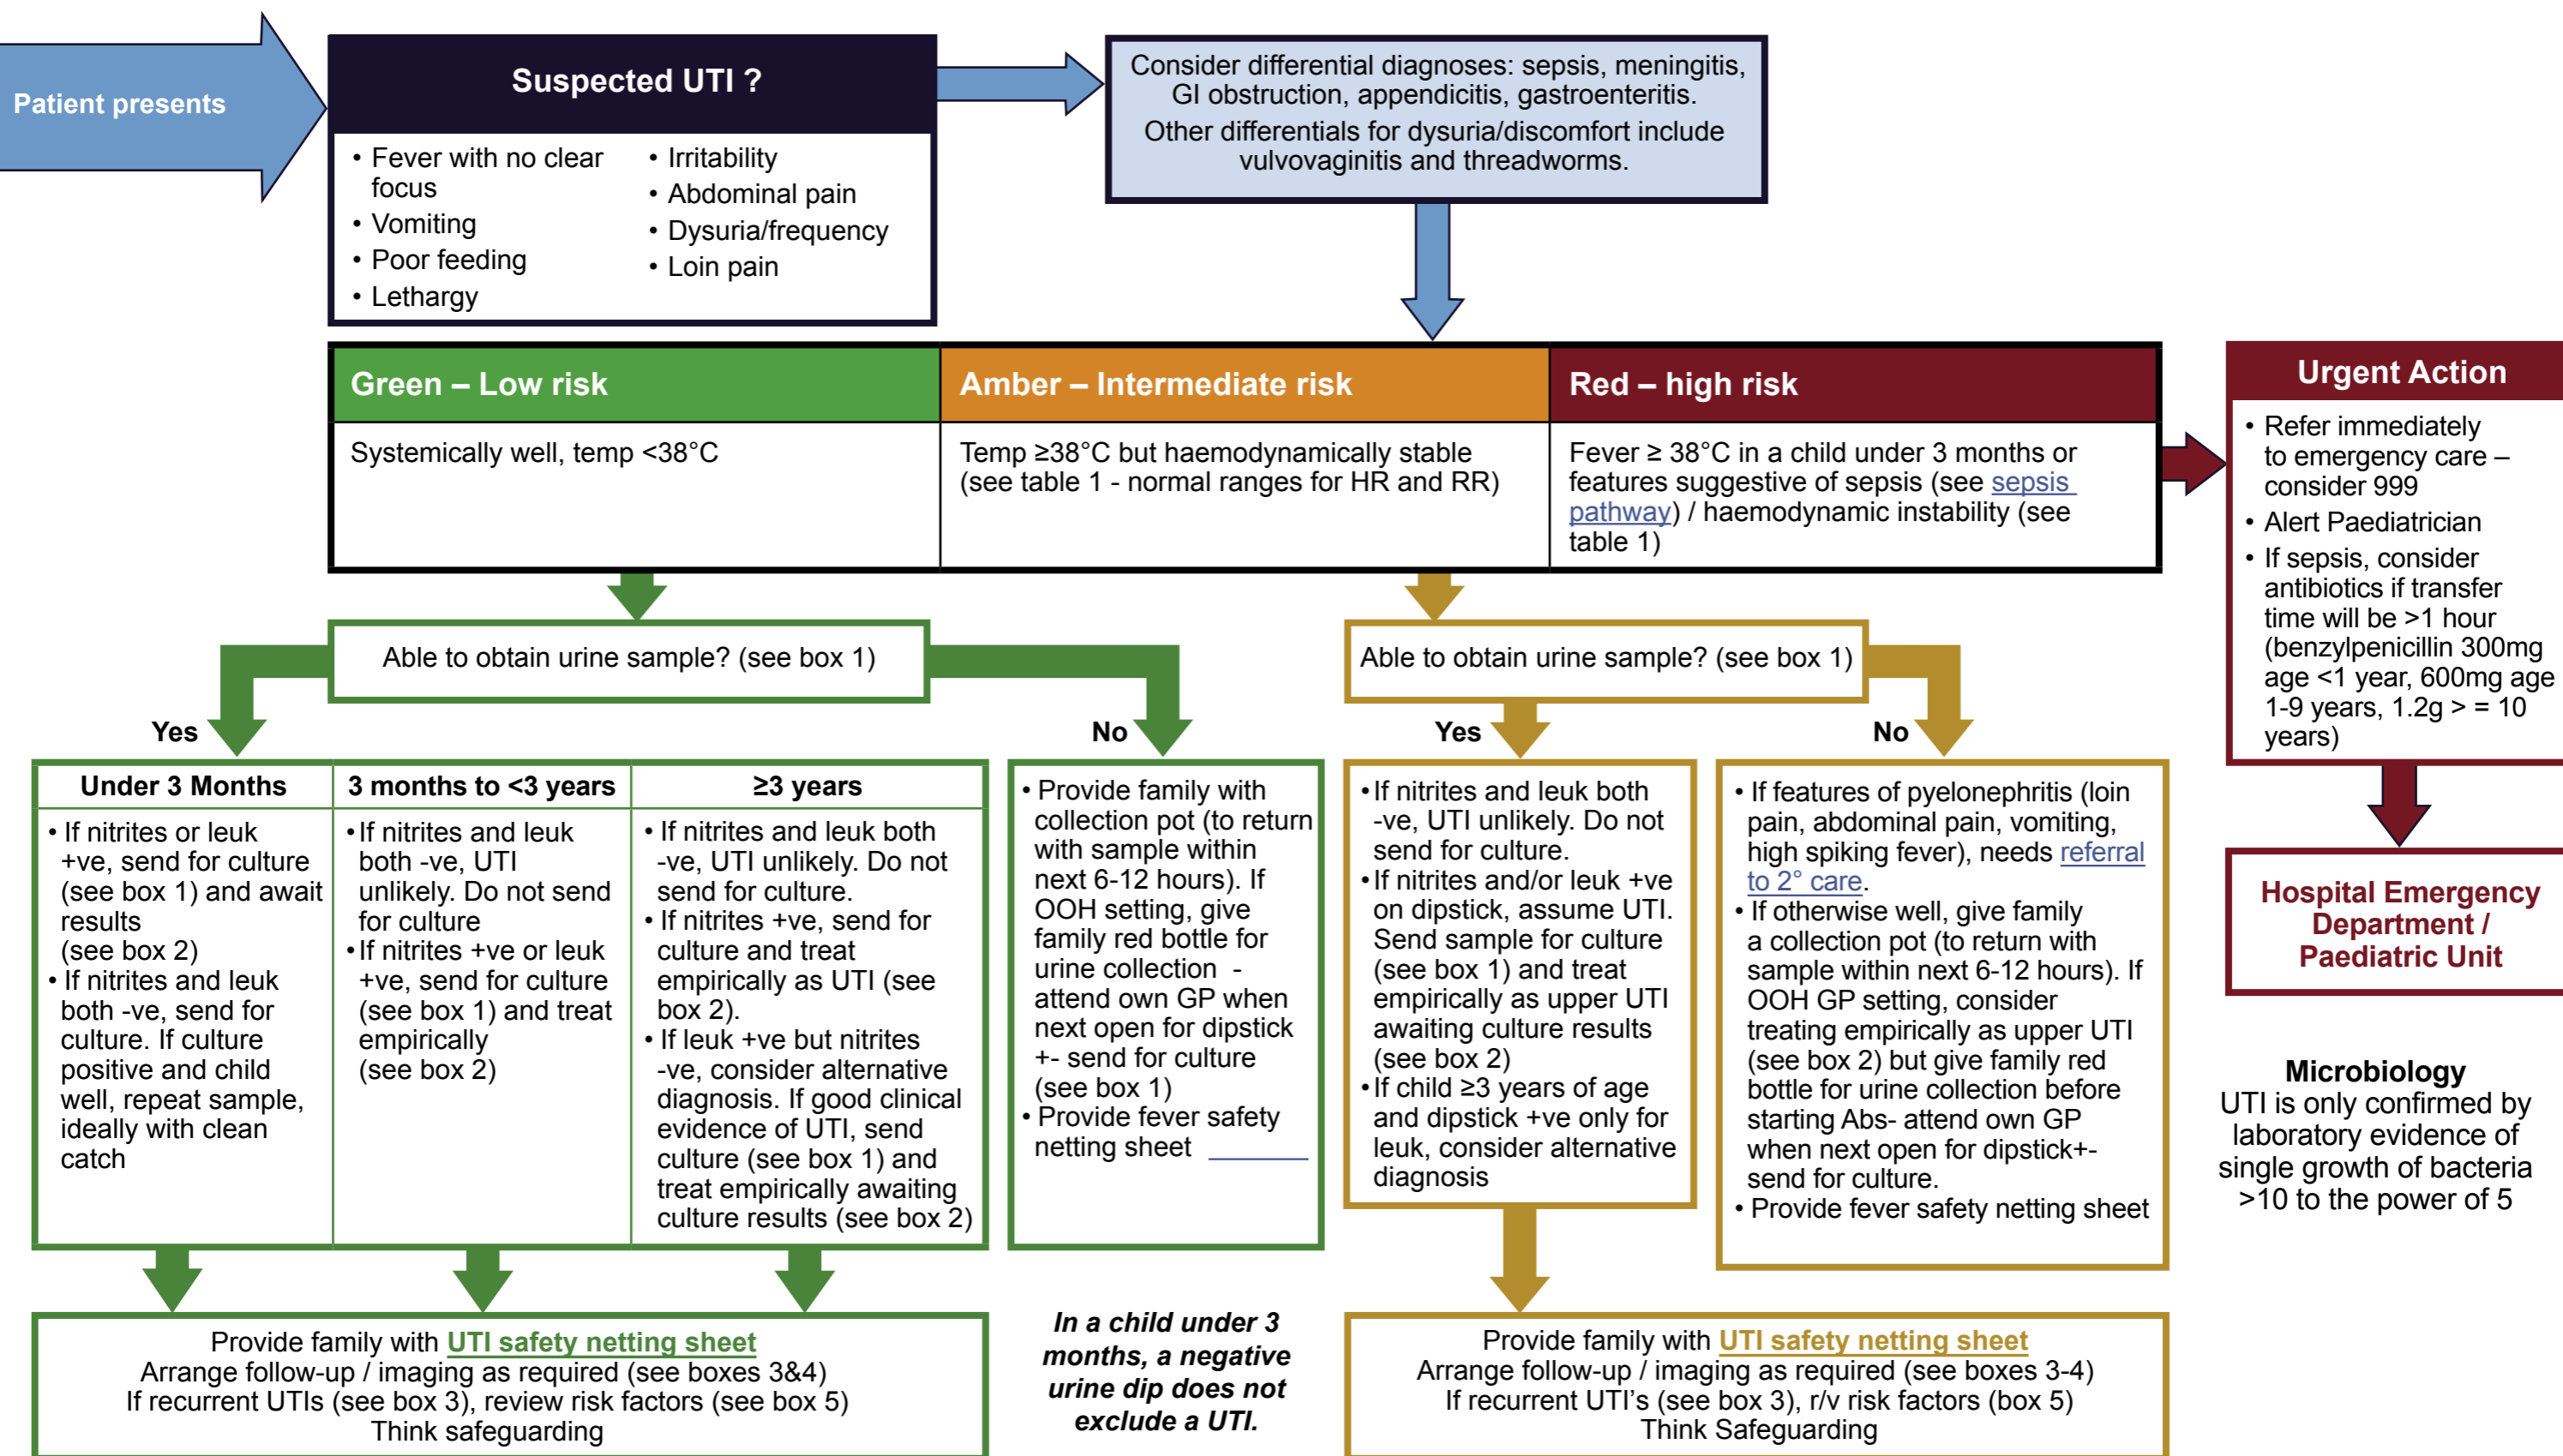 Patient presents
Suspected UTI ?
• Fever with no clear
focus
• Vomiting
• Poor feeding
• Lethargy
• Irritability
• Abdominal pain
• Dysuria/frequency
• Loin pain
Consider differential diagnoses: sepsis, meningitis,
GI obstruction, appendicitis, gastroenteritis.
Other differentials for dysuria/discomfort include
vulvovaginitis and threadworms.
Green – Low risk
Systemically well, temp <38°C
Amber – Intermediate risk
Temp ≥38°C but haemodynamically stable
(see table 1 - normal ranges for HR and RR)
Red – high risk
Fever ≥ 38°C in a child under 3 months or
features suggestive of sepsis (see sepsis
pathway) / haemodynamic instability (see
table 1)
Urgent Action
• Refer immediately
to emergency care –
consider 999
• Alert Paediatrician
• If sepsis, consider
antibiotics if transfer
time will be >1 hour
(benzylpenicillin 300mg
age <1 year, 600mg age
1-9 years, 1.2g > = 10
years)
Hospital Emergency
Department /
Paediatric Unit
Microbiology
UTI is only confirmed by
laboratory evidence of
single growth of bacteria
>10 to the power of 5
Able to obtain urine sample? (see box 1)
Yes
No
Under 3 Months
• If nitrites or leuk
+ve, send for culture
(see box 1) and await
results
(see box 2)
• If nitrites and leuk
both -ve, send for
culture. If culture
positive and child
well, repeat sample,
ideally with clean
catch
3 months to <3 years
• If nitrites and leuk
both -ve, UTI
unlikely. Do not send
for culture
• If nitrites +ve or leuk
+ve, send for culture
(see box 1) and treat
empirically
(see box 2)
≥3 years
• If nitrites and leuk both
-ve, UTI unlikely. Do not
send for culture.
• If nitrites +ve, send for
culture and treat
empirically as UTI (see
box 2).
• If leuk +ve but nitrites
-ve, consider alternative
diagnosis. If good clinical
evidence of UTI, send
culture (see box 1) and
treat empirically awaiting
culture results (see box 2)
• Provide family with
collection pot (to return
with sample within
next 6-12 hours). If
OOH setting, give
family red bottle for
urine collection -
attend own GP when
next open for dipstick
+- send for culture
(see box 1)
• Provide fever safety
netting sheet
Provide family with UTI safety netting sheet
Arrange follow-up / imaging as required (see boxes 3&4)
If recurrent UTIs (see box 3), review risk factors (see box 5)
Think safeguarding
In a child under 3
months, a negative
urine dip does not
exclude a UTI.
Able to obtain urine sample? (see box 1)
Yes
No
• If nitrites and leuk both
-ve, UTI unlikely. Do not
send for culture.
• If nitrites and/or leuk +ve
on dipstick, assume UTI.
Send sample for culture
(see box 1) and treat
empirically as upper UTI
awaiting culture results
(see box 2)
• If child ≥3 years of age
and dipstick +ve only for
leuk, consider alternative
diagnosis
• If features of pyelonephritis (loin
pain, abdominal pain, vomiting,
high spiking fever), needs referral
to 2° care.
• If otherwise well, give family
a collection pot (to return with
sample within next 6-12 hours). If
OOH GP setting, consider
treating empirically as upper UTI
(see box 2) but give family red
bottle for urine collection before
starting Abs- attend own GP
when next open for dipstick+-
send for culture.
• Provide fever safety netting sheet
Provide family with UTI safety netting sheet
Arrange follow-up / imaging as required (see boxes 3-4)
If recurrent UTI's (see box 3), r/v risk factors (box 5)
Think Safeguarding